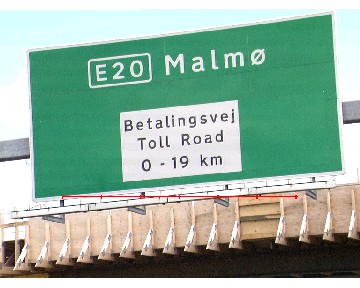 E20 Malmø
Betalingsvej
Toll Road
0 - 19 km